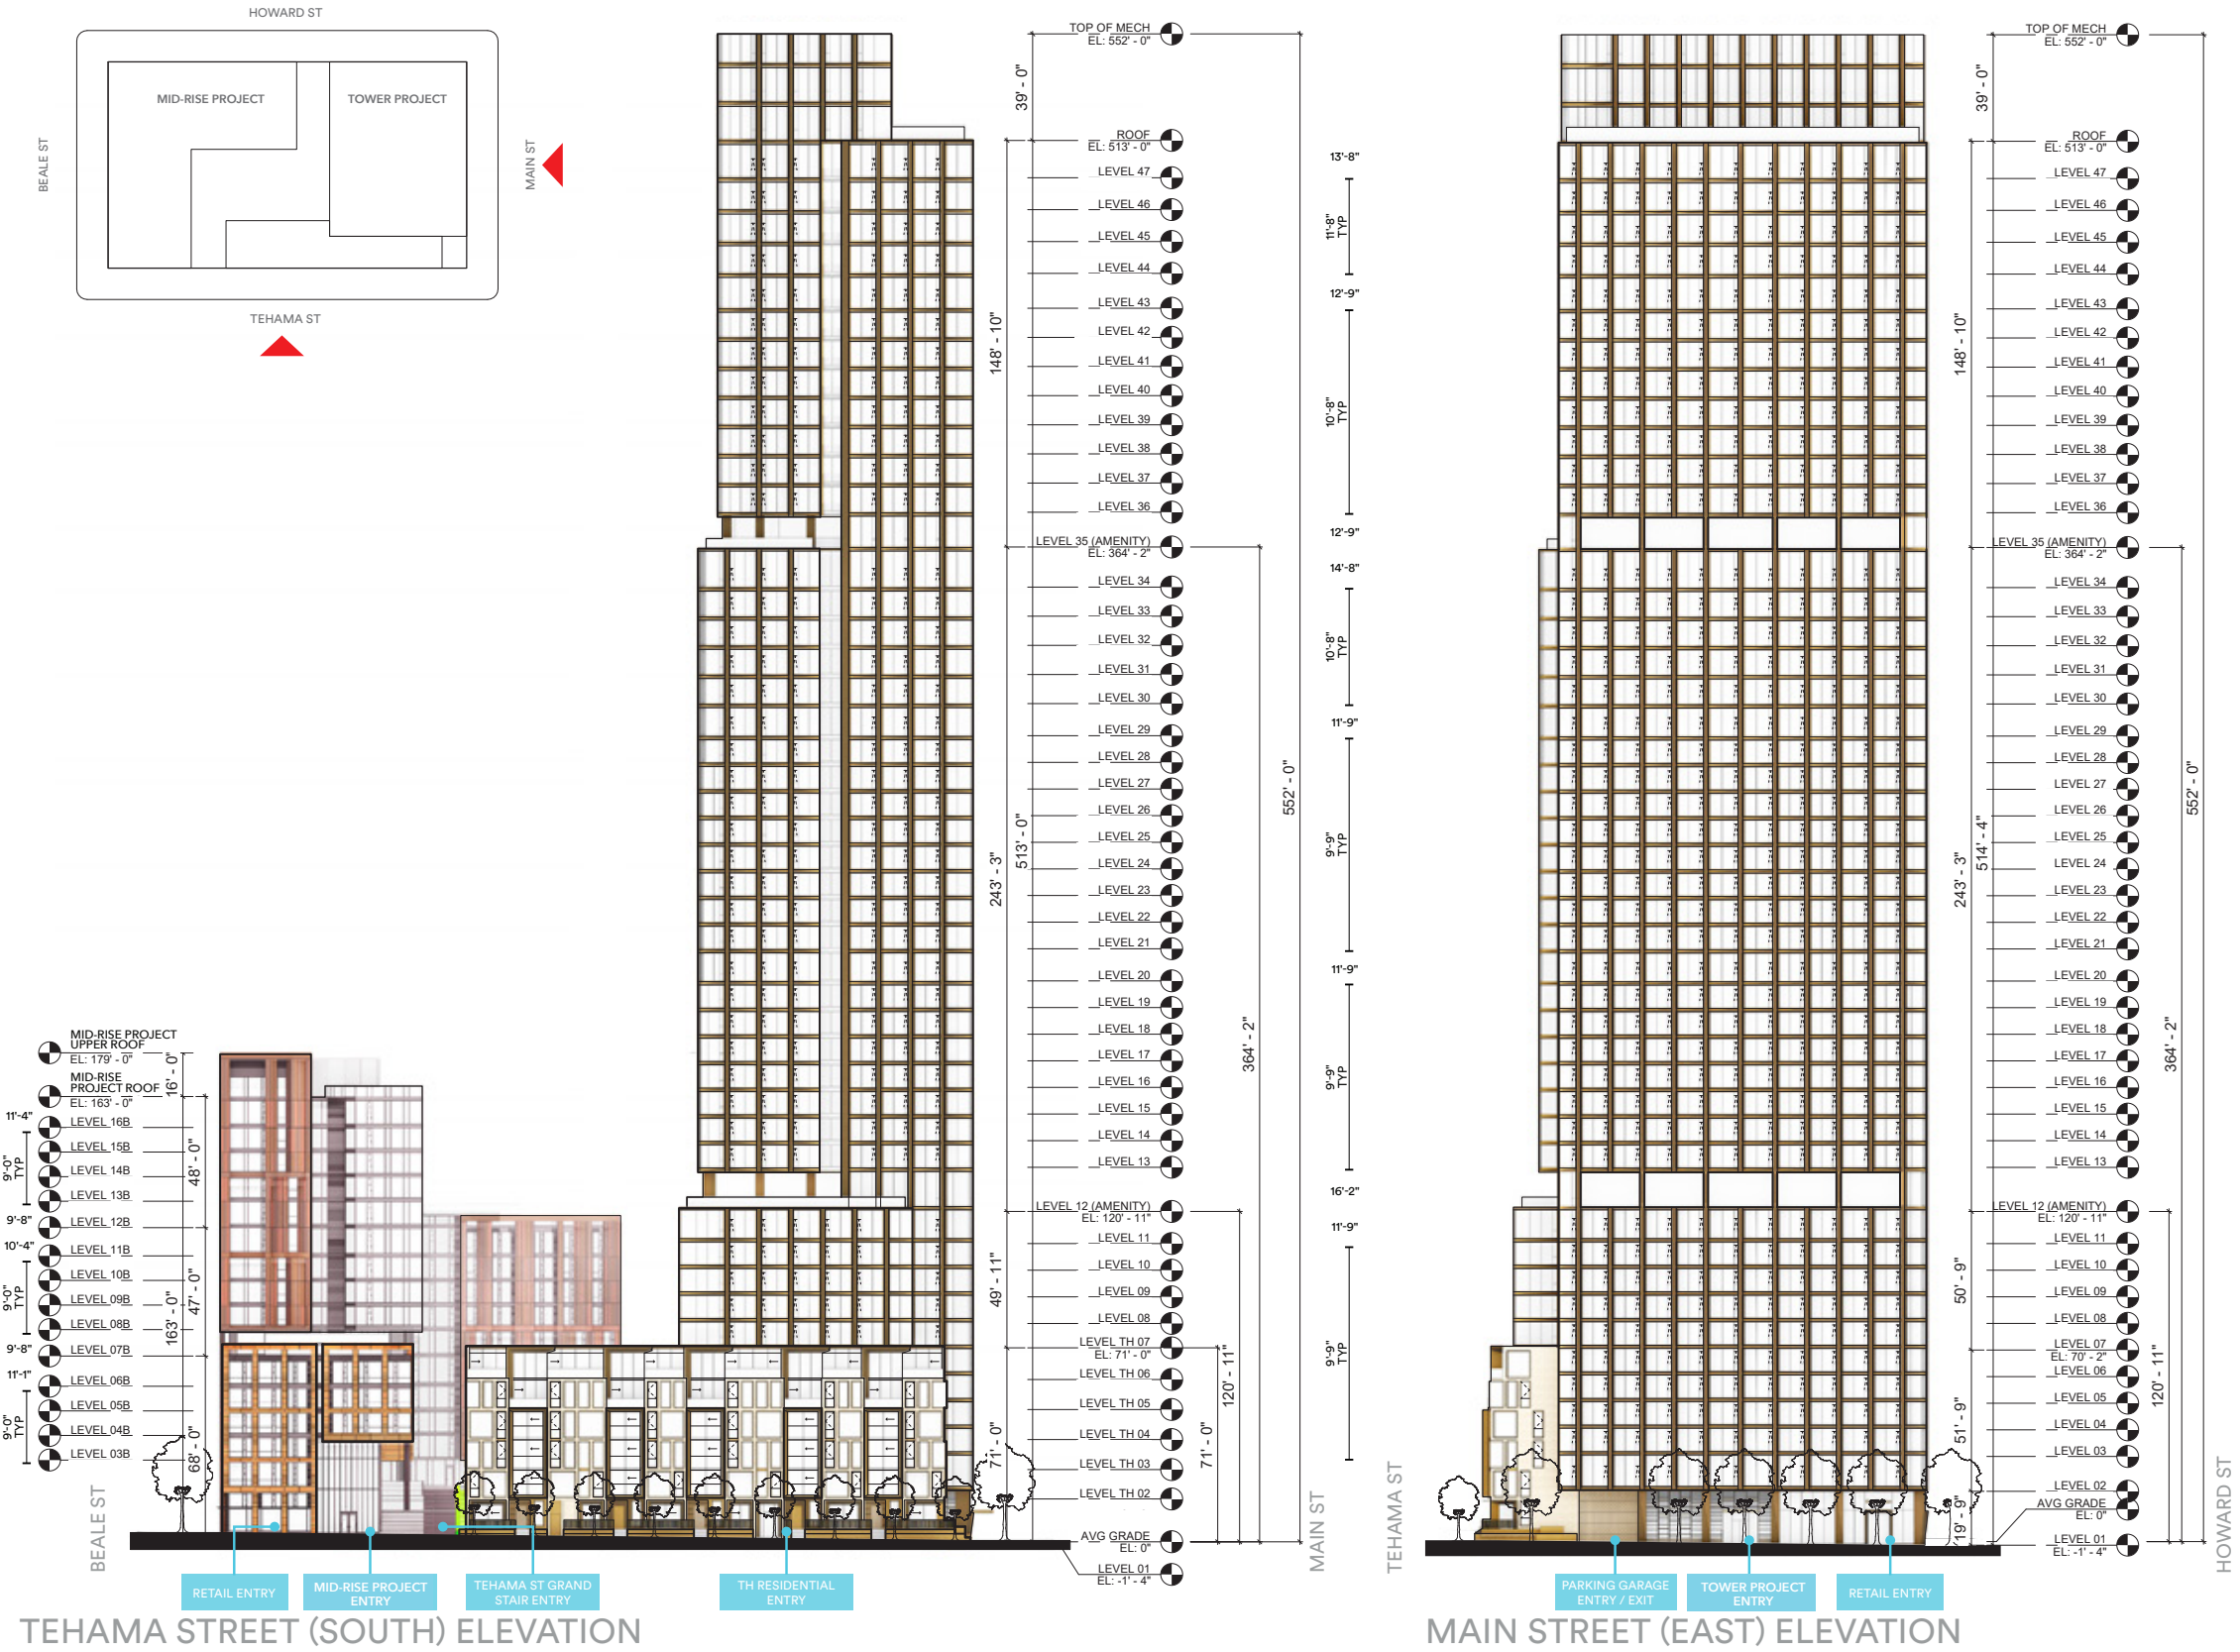 HOWARD ST
MID-RISE PROJECT
TOWER PROJECT
BEALE ST
MAIN ST
TEHAMA ST
TOP OF MECH
EL: 552' - 0"
ROOF
EL: 513' - 0"
LEVEL 47
LEVEL 46
LEVEL 45
LEVEL 44
LEVEL 43
LEVEL 42
LEVEL 41
LEVEL 40
LEVEL 39
LEVEL 38
LEVEL 37
LEVEL 36
LEVEL 35 (AMENITY)
EL: 364' - 2"
LEVEL 34
LEVEL 33
LEVEL 32
LEVEL 31
LEVEL 30
LEVEL 29
LEVEL 28
LEVEL 27
LEVEL 26
LEVEL 25
LEVEL 24
LEVEL 23
LEVEL 22
LEVEL 21
LEVEL 20
LEVEL 19
LEVEL 18
LEVEL 17
LEVEL 16
LEVEL 15
LEVEL 14
LEVEL 13
LEVEL 12 (AMENITY)
EL: 120' - 11"
LEVEL 11
LEVEL 10
LEVEL 09
LEVEL 08
LEVEL TH 07
EL: 71' - 0"
LEVEL TH 06
LEVEL TH 05
LEVEL TH 04
LEVEL TH 03
LEVEL TH 02
AVG GRADE
EL: 0"
LEVEL 01
EL: -1' - 4"
39' - 0"
148' - 10"
243' - 3"
513' - 0"
49' - 11"
71' - 0"
552' - 0"
364' - 2"
120' - 11"
71' - 0"
MID-RISE PROJECT
UPPER ROOF
EL: 179' - 0"
MID-RISE
PROJECT ROOF
EL: 163' - 0"
LEVEL 16B
LEVEL 15B
LEVEL 14B
LEVEL 13B
LEVEL 12B
LEVEL 11B
LEVEL 10B
LEVEL 09B
LEVEL 08B
LEVEL 07B
LEVEL 06B
LEVEL 05B
LEVEL 04B
LEVEL 03B
11'-4"
9'-0"
TYP
9'-8"
10'-4"
9'-0"
TYP
9'-8"
11'-1"
9'-0"
TYP
16' - 0"
48' - 0"
47' - 0"
163' - 0"
68' - 0"
BEALE ST
MAIN ST
RETAIL ENTRY
MID-RISE PROJECT
ENTRY
TEHAMA ST GRAND
STAIR ENTRY
TH RESIDENTIAL
ENTRY
TEHAMA STREET (SOUTH) ELEVATION
13'-8"
11'-8"
TYP
12'-9"
10'-8"
TYP
12'-9"
14'-8"
10'-8"
TYP
11'-9"
9'-9"
TYP
11'-9"
9'-9"
TYP
16'-2"
11'-9"
9'-9"
TYP
TOP OF MECH
EL: 552' - 0"
ROOF
EL: 513' - 0"
LEVEL 47
LEVEL 46
LEVEL 45
LEVEL 44
LEVEL 43
LEVEL 42
LEVEL 41
LEVEL 40
LEVEL 39
LEVEL 38
LEVEL 37
LEVEL 36
LEVEL 35 (AMENITY)
EL: 364' - 2"
LEVEL 34
LEVEL 33
LEVEL 32
LEVEL 31
LEVEL 30
LEVEL 29
LEVEL 28
LEVEL 27
LEVEL 26
LEVEL 25
LEVEL 24
LEVEL 23
LEVEL 22
LEVEL 21
LEVEL 20
LEVEL 19
LEVEL 18
LEVEL 17
LEVEL 16
LEVEL 15
LEVEL 14
LEVEL 13
LEVEL 12 (AMENITY)
EL: 120' - 11"
LEVEL 11
LEVEL 10
LEVEL 09
LEVEL 08
LEVEL 07
EL: 70' - 2"
LEVEL 06
LEVEL 05
LEVEL 04
LEVEL 03
LEVEL 02
AVG GRADE
EL: 0"
LEVEL 01
EL: -1' - 4"
39' - 0"
148' - 10"
243' - 3"
514' - 4"
50' - 9"
51' - 9"
19' - 9"
552' - 0"
364' - 2"
120' - 11"
TEHAMA ST
HOWARD ST
PARKING GARAGE
ENTRY / EXIT
TOWER PROJECT
ENTRY
RETAIL ENTRY
MAIN STREET (EAST) ELEVATION